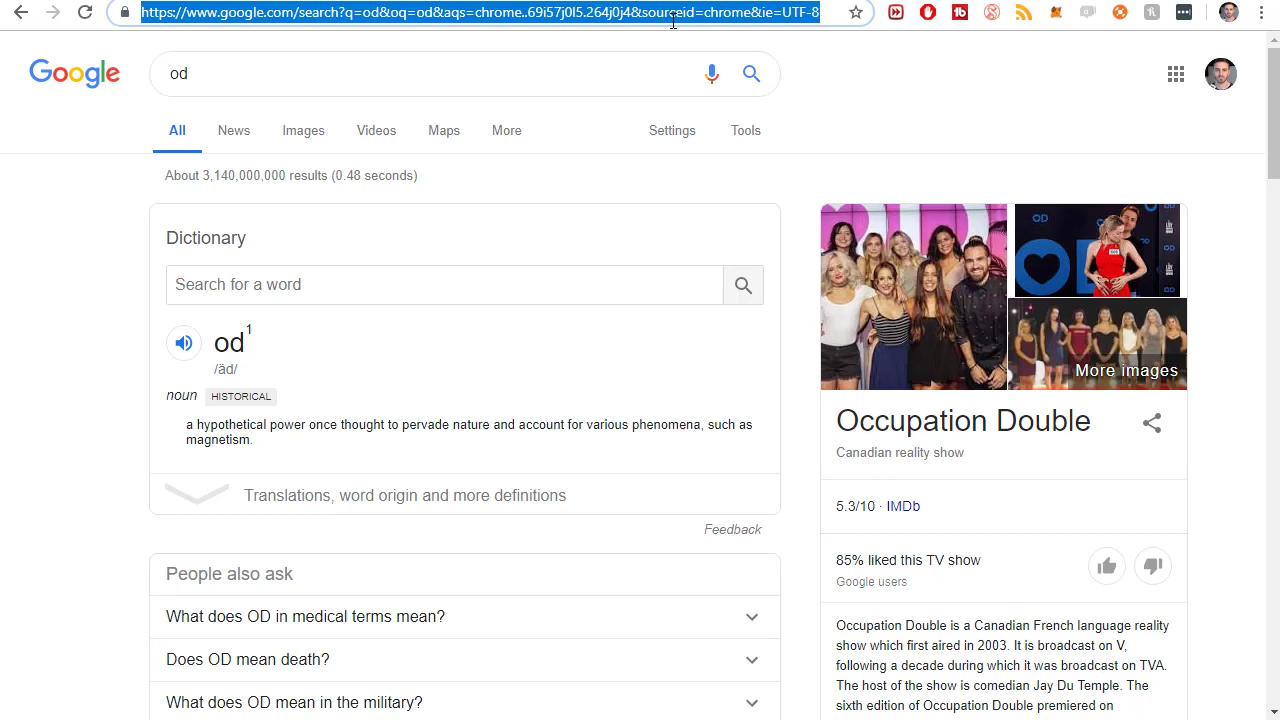 https://www.google.com/search?q=od&oq=od&aqs=chrome..69i57j0l5.264j0j4&sourceid=chrome&ie=UTF-8
Google
od
All
News
Images
Videos
Maps
More
Settings
Tools
About 3,140,000,000 results (0.48 seconds)
Dictionary
Search for a word
od1
/äd/
noun HISTORICAL
a hypothetical power once thought to pervade nature and account for various phenomena, such as
magnetism.
Translations, word origin and more definitions
Feedback
People also ask
What does OD in medical terms mean?
Does OD mean death?
What does OD mean in the military?
OD
More images
Occupation Double
Canadian reality show
5.3/10 · IMDb
85% liked this TV show
Google users
Occupation Double is a Canadian French language reality
show which first aired in 2003. It is broadcast on V,
following a decade during which it was broadcast on TVA.
The host of the show is comedian Jay Du Temple. The
sixth edition of Occupation Double premiered on